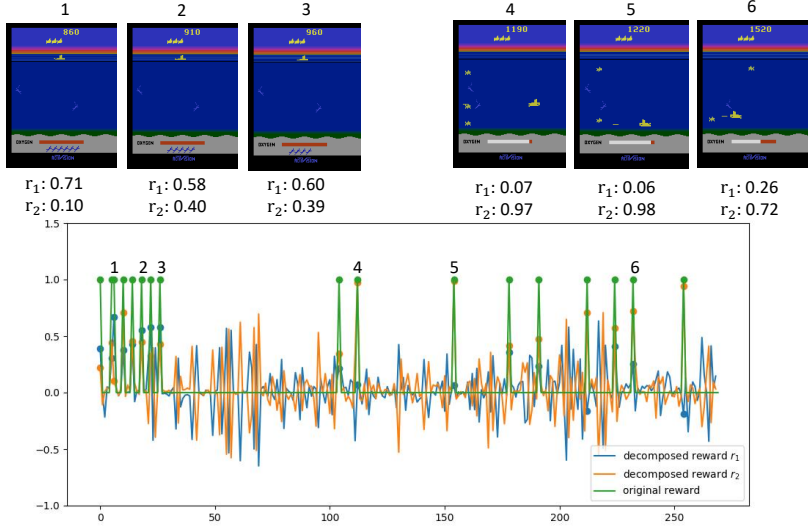 1 2 3 4 5 6
860 910 960 1190 1220 1520
OXYGEN OXYGEN OXYGEN OXYGEN OXYGEN OXYGEN
r₁: 0.71 r₁: 0.58 r₁: 0.60 r₁: 0.07 r₁: 0.06 r₁: 0.26
r₂: 0.10 r₂: 0.40 r₂: 0.39 r₂: 0.97 r₂: 0.98 r₂: 0.72
1.5
1.0
0.5
0.0
−0.5
−1.0
1 2 3 4 5 6
decomposed reward r₁
decomposed reward r₂
original reward
0 50 100 150 200 250